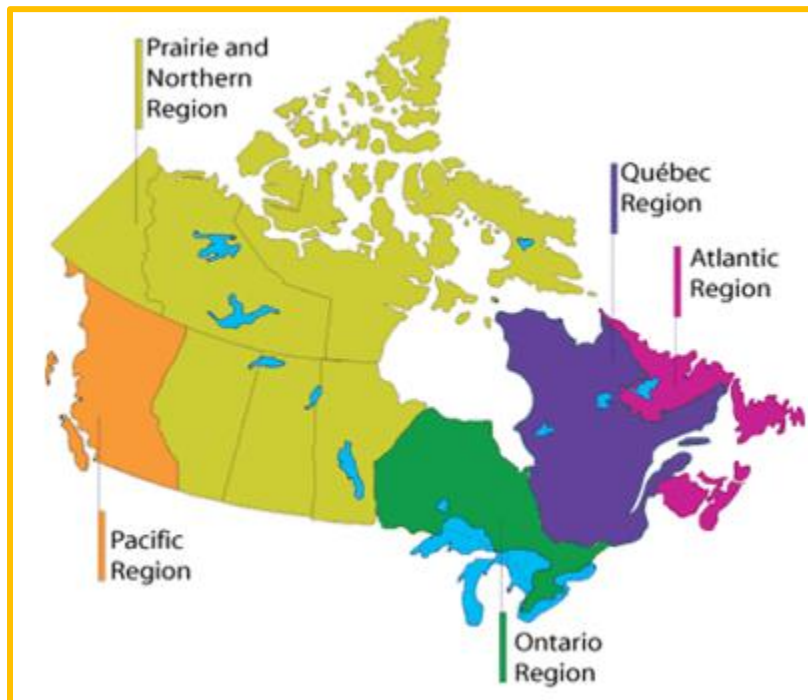 Prairie and
Northern
Region
Québec
Region
Atlantic
Region
Pacific
Region
Ontario
Region